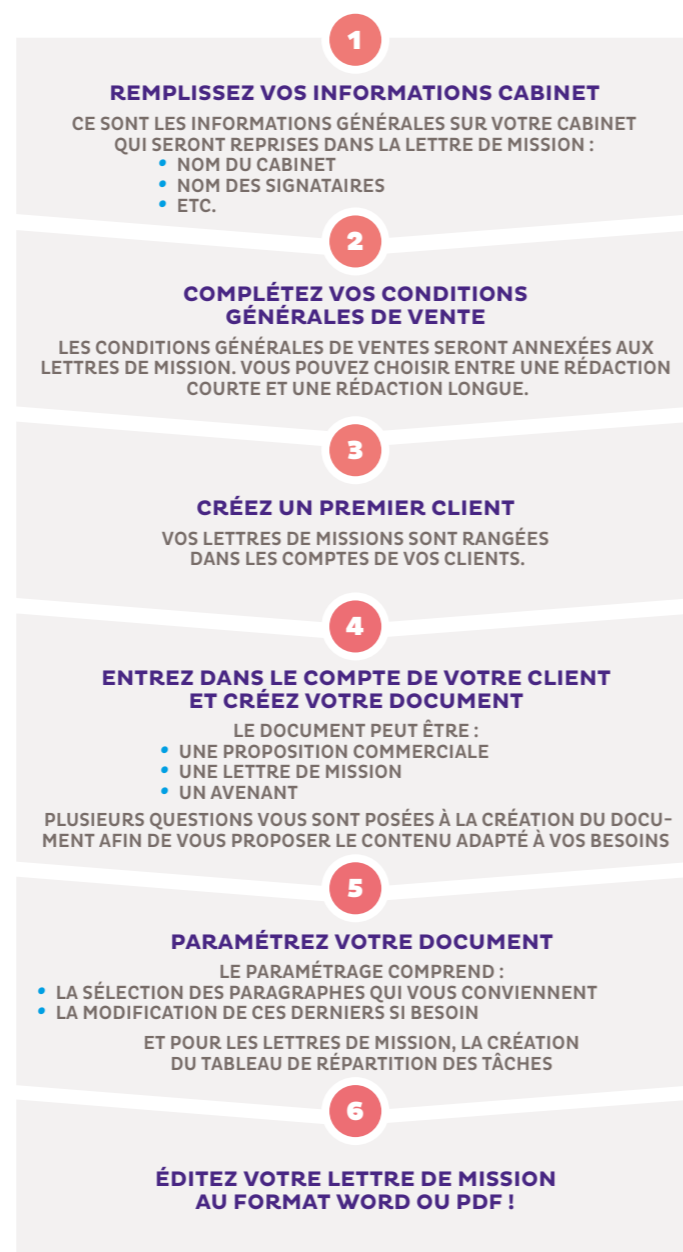 1
REMPLISSEZ VOS INFORMATIONS CABINET
CE SONT LES INFORMATIONS GÉNÉRALES SUR VOTRE CABINET
QUI SERONT REPRISES DANS LA LETTRE DE MISSION :
• NOM DU CABINET
• NOM DES SIGNATAIRES
• ETC.
2
COMPLÉTEZ VOS CONDITIONS
GÉNÉRALES DE VENTE
LES CONDITIONS GÉNÉRALES DE VENTES SERONT ANNEXÉES AUX
LETTRES DE MISSION. VOUS POUVEZ CHOISIR ENTRE UNE RÉDACTION
COURTE ET UNE RÉDACTION LONGUE.
3
CRÉEZ UN PREMIER CLIENT
VOS LETTRES DE MISSIONS SONT RANGÉES
DANS LES COMPTES DE VOS CLIENTS.
4
ENTREZ DANS LE COMPTE DE VOTRE CLIENT
ET CRÉEZ VOTRE DOCUMENT
LE DOCUMENT PEUT ÊTRE :
• UNE PROPOSITION COMMERCIALE
• UNE LETTRE DE MISSION
• UN AVENANT
PLUSIEURS QUESTIONS VOUS SONT POSÉES À LA CRÉATION DU DOCU-
MENT AFIN DE VOUS PROPOSER LE CONTENU ADAPTÉ À VOS BESOINS
5
PARAMÉTREZ VOTRE DOCUMENT
LE PARAMÉTRAGE COMPREND :
• LA SÉLECTION DES PARAGRAPHES QUI VOUS CONVIENNENT
• LA MODIFICATION DE CES DERNIERS SI BESOIN
ET POUR LES LETTRES DE MISSION, LA CRÉATION
DU TABLEAU DE RÉPARTITION DES TÂCHES
6
ÉDITEZ VOTRE LETTRE DE MISSION
AU FORMAT WORD OU PDF !